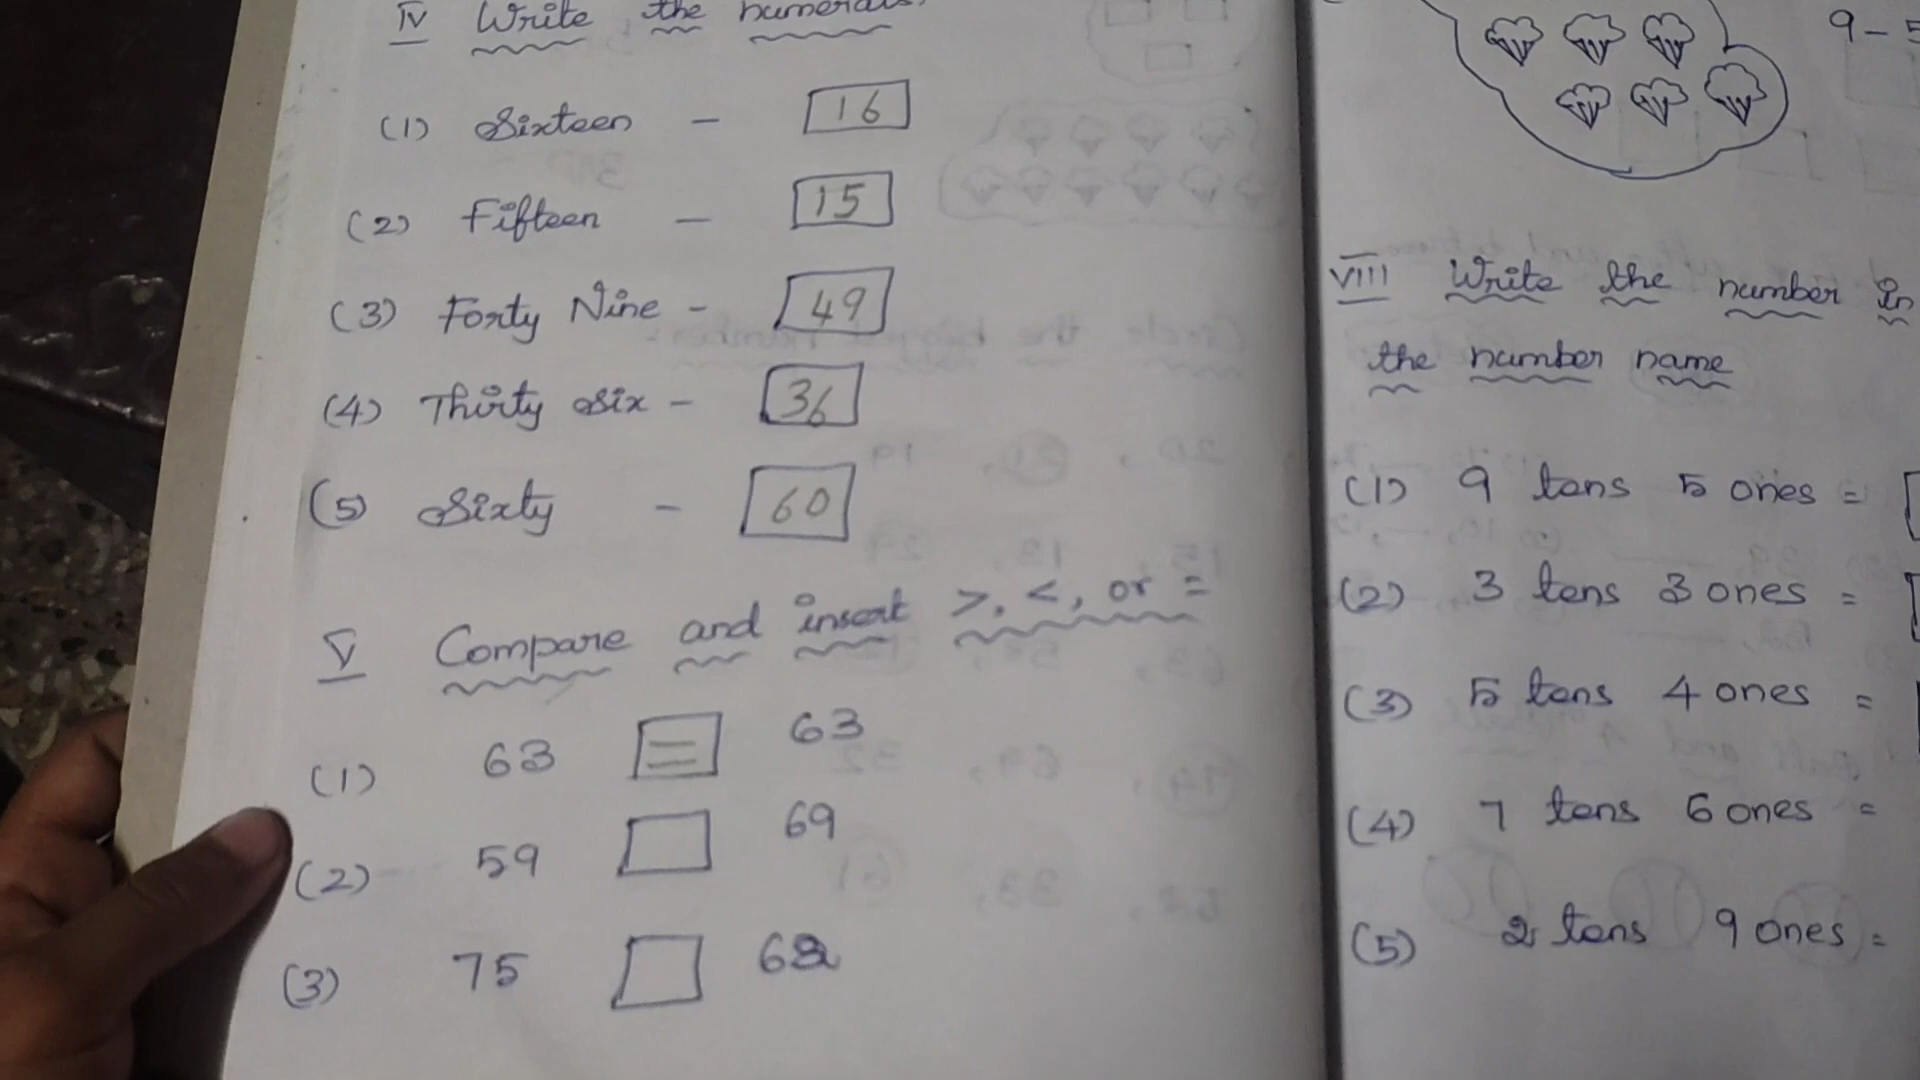 IV Write the numerals.
(1) Sixteen - 16
(2) Fifteen - 15
(3) Forty Nine - 49
(4) Thirty Six - 36
(5) Sixty - 60
V Compare and insert >, <, or =
(1) 63 = 63
(2) 59 69
(3) 75 62
9 - 5
VIII Write the number in
the number name
(1) 9 tens 5 ones =
(2) 3 tens 3 ones =
(3) 5 tens 4 ones =
(4) 7 tens 6 ones =
(5) 2 tens 9 ones =